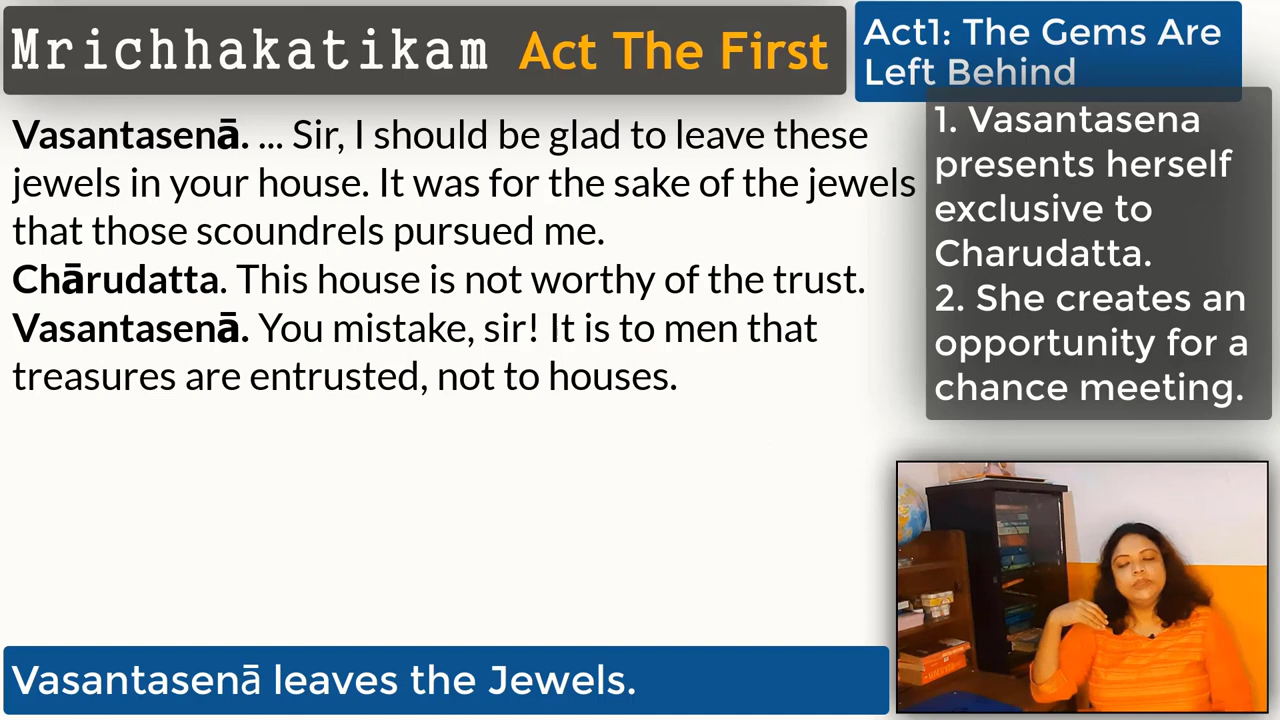 Mrichhakatikam Act The First
Act1: The Gems Are
Left Behind
Vasantasenā. ... Sir, I should be glad to leave these
jewels in your house. It was for the sake of the jewels
that those scoundrels pursued me.
Chārudatta. This house is not worthy of the trust.
Vasantasenā. You mistake, sir! It is to men that
treasures are entrusted, not to houses.
1. Vasantasena
presents herself
exclusive to
Charudatta.
2. She creates an
opportunity for a
chance meeting.
Vasantasenā leaves the Jewels.